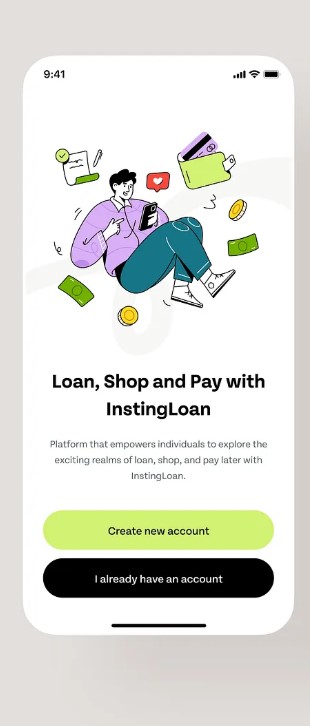 9:41
Loan, Shop and Pay with
InstingLoan
Platform that empowers individuals to explore the
exciting realms of loan, shop, and pay later with
InstingLoan.
Create new account
I already have an account